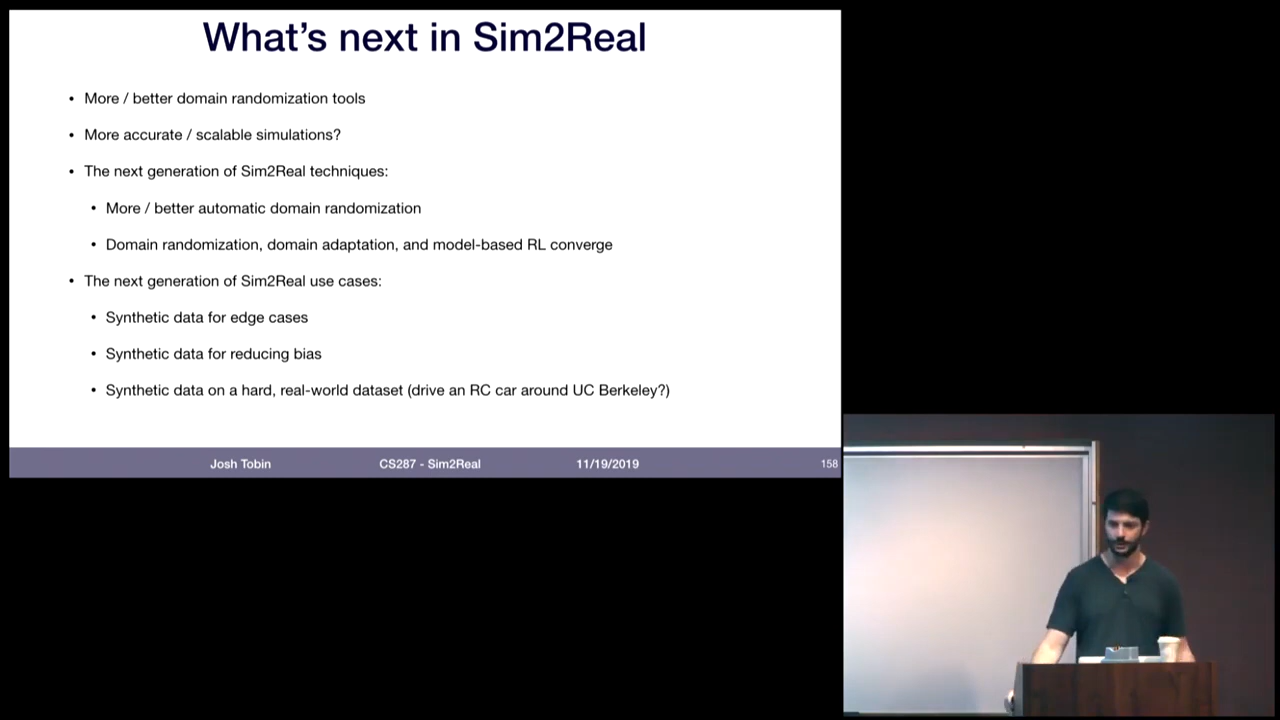 What's next in Sim2Real
• More / better domain randomization tools
• More accurate / scalable simulations?
• The next generation of Sim2Real techniques:
• More / better automatic domain randomization
• Domain randomization, domain adaptation, and model-based RL converge
• The next generation of Sim2Real use cases:
• Synthetic data for edge cases
• Synthetic data for reducing bias
• Synthetic data on a hard, real-world dataset (drive an RC car around UC Berkeley?)
Josh Tobin CS287 - Sim2Real 11/19/2019 158